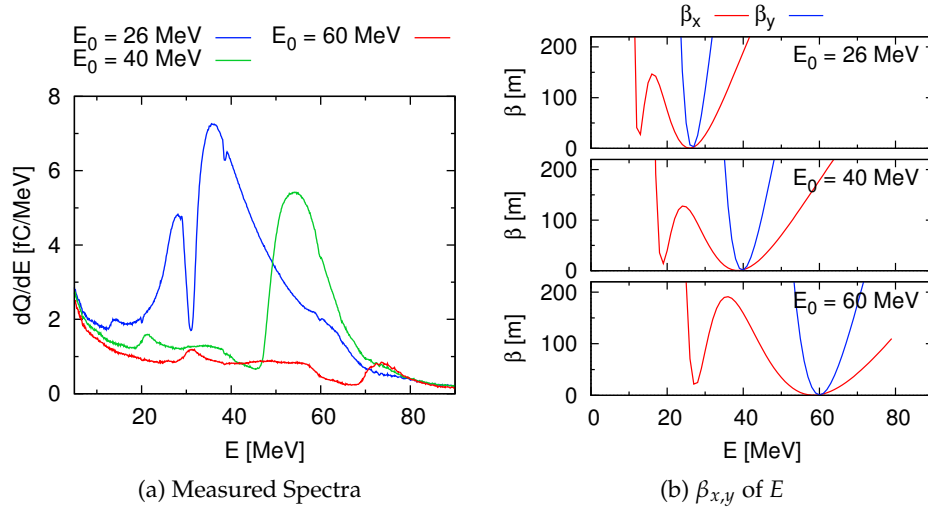 E₀ = 26 MeV E₀ = 60 MeV
E₀ = 40 MeV
dQ/dE [fC/MeV]
8
6
4
2
0
20 40 60 80
E [MeV]
(a) Measured Spectra
βₓ βᵧ
β [m]
200
100
0
E₀ = 26 MeV
β [m]
200
100
0
E₀ = 40 MeV
β [m]
200
100
0
E₀ = 60 MeV
0 20 40 60 80
E [MeV]
(b) βx,y of E